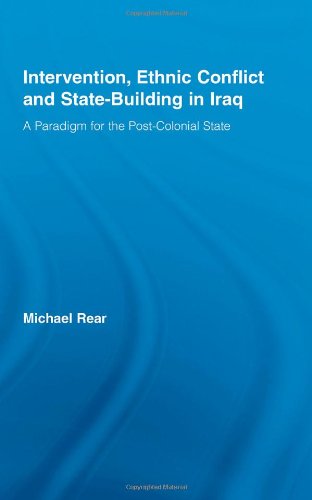 Intervention, Ethnic Conflict
and State-Building in Iraq
A Paradigm for the Post-Colonial State
Michael Rear